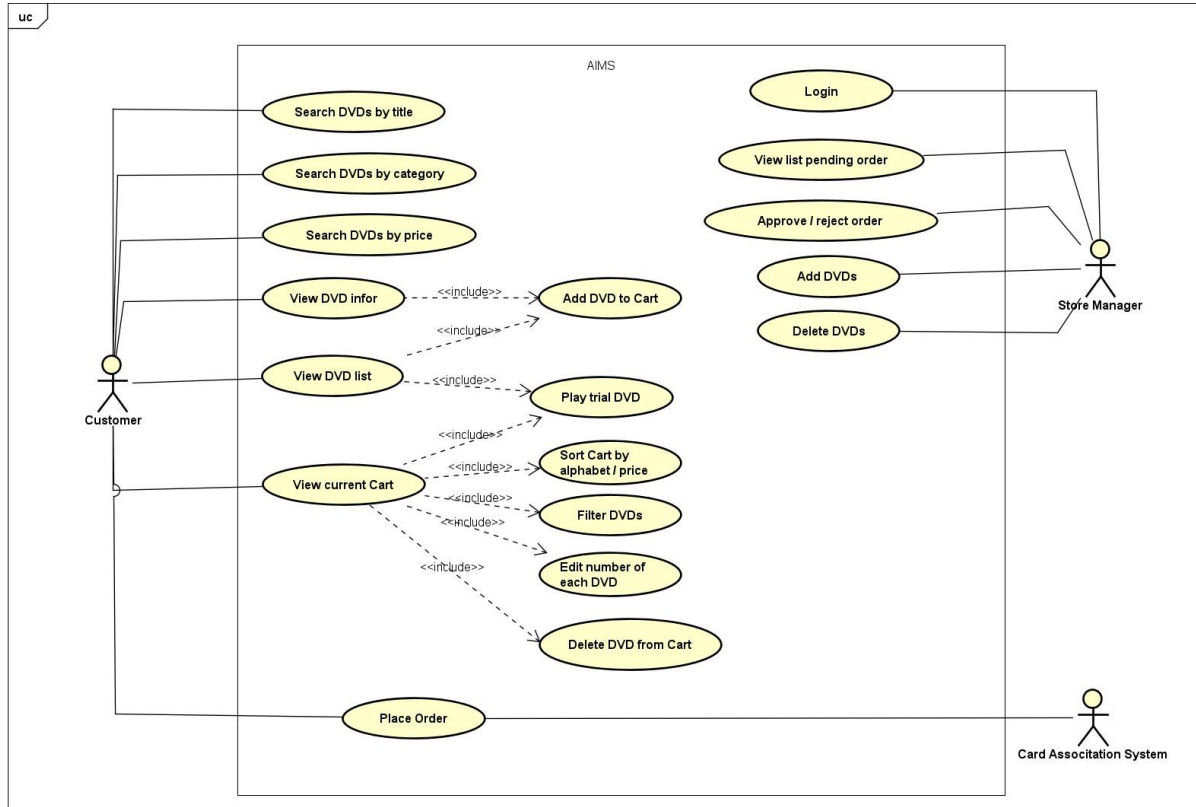 uc
AIMS
Search DVDs by title
Login
Search DVDs by category
View list pending order
Search DVDs by price
Approve / reject order
View DVD infor
<<include>>
Add DVD to Cart
Add DVDs
Store Manager
<<include>>
Delete DVDs
View DVD list
<<include>>
Play trial DVD
Customer
<<include>>
View current Cart
<<include>>
Sort Cart by
alphabet / price
<<include>>
Filter DVDs
<<include>>
Edit number of
each DVD
<<include>>
Delete DVD from Cart
Place Order
Card Associtation System